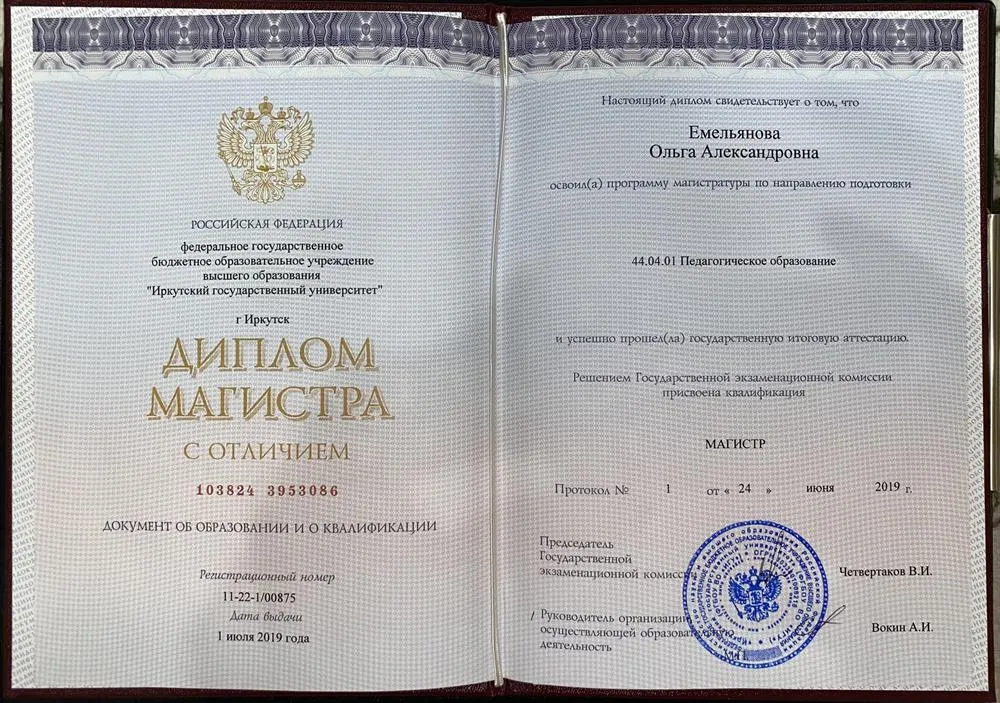 РОССИЙСКАЯ ФЕДЕРАЦИЯ
федеральное государственное
бюджетное образовательное учреждение
высшего образования
"Иркутский государственный университет"
г Иркутск
ДИПЛОМ
МАГИСТРА
С ОТЛИЧИЕМ
103824 3953086
ДОКУМЕНТ ОБ ОБРАЗОВАНИИ И О КВАЛИФИКАЦИИ
Регистрационный номер
11-22-1/00875
Дата выдачи
1 июля 2019 года
Настоящий диплом свидетельствует о том, что
Емельянова
Ольга Александровна
освоил(а) программу магистратуры по направлению подготовки
44.04.01 Педагогическое образование
и успешно прошел(ла) государственную итоговую аттестацию.
Решением Государственной экзаменационной комиссии
присвоена квалификация
МАГИСТР
Протокол № 1 от « 24 » июня 2019 г.
Председатель
Государственной
экзаменационной комиссии Четвертаков В.И.
/ Руководитель организации,
осуществляющей образовательную Вокин А.И.
деятельность
М.П.